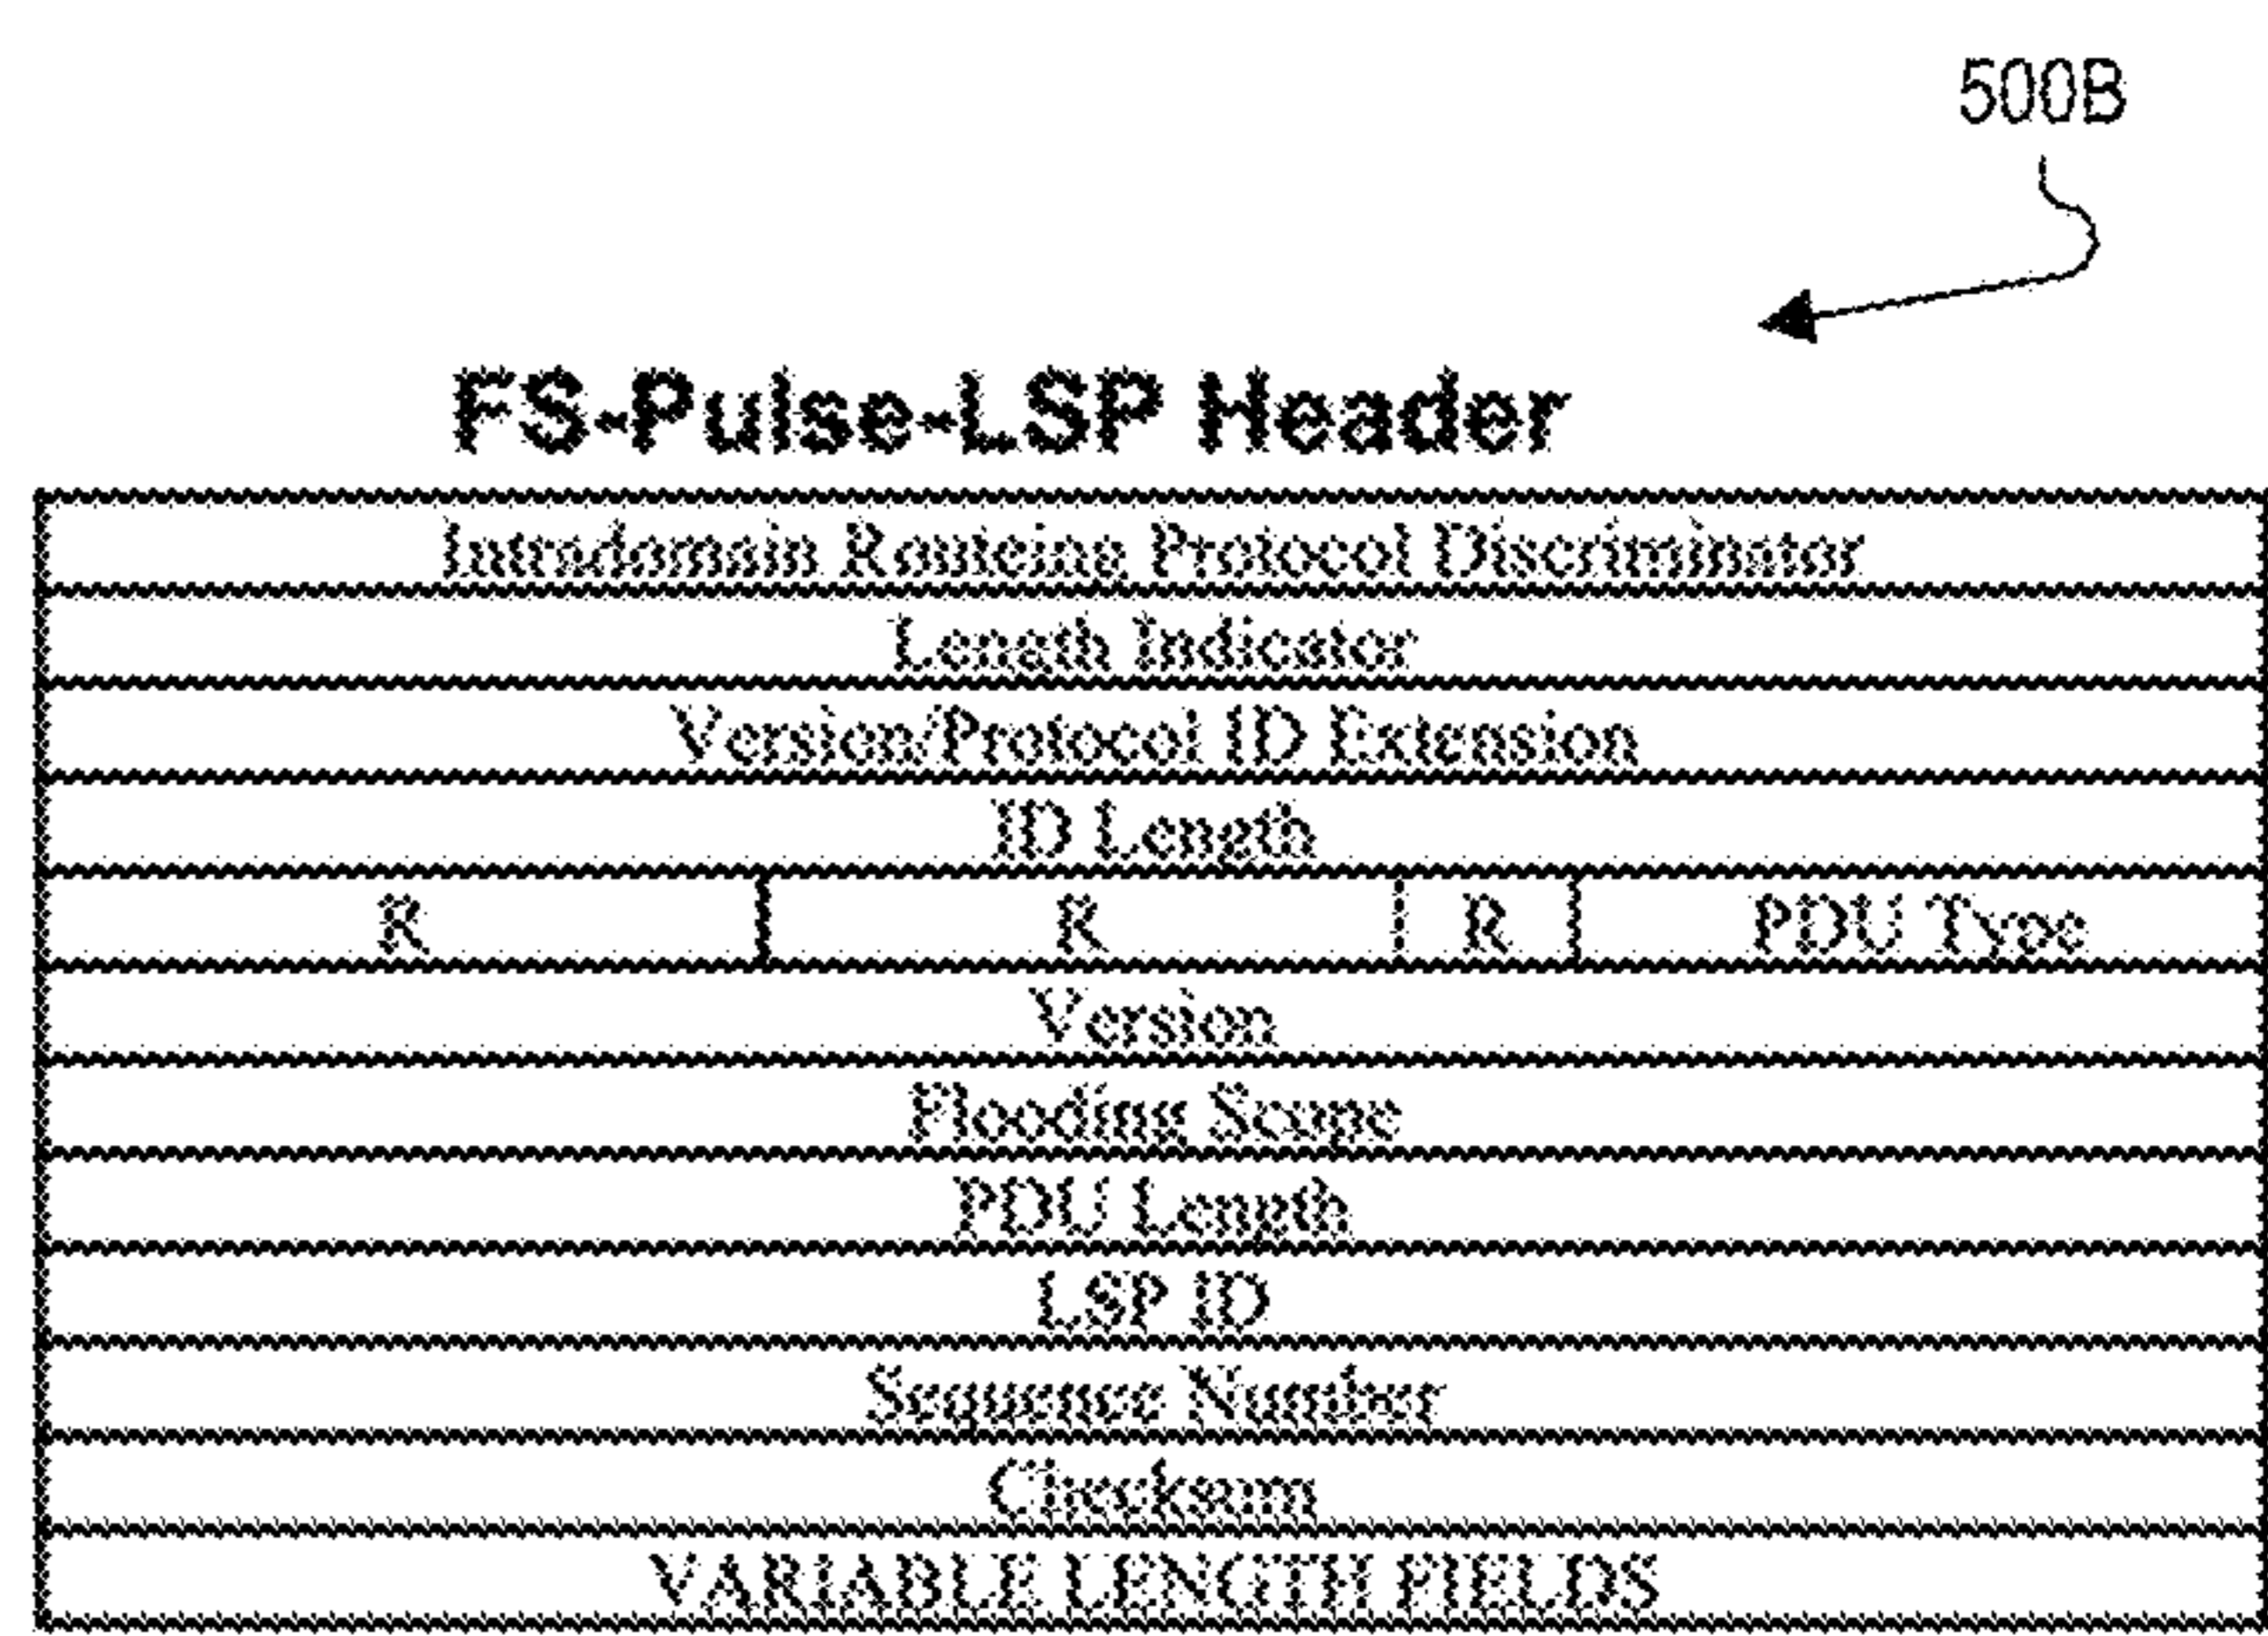 500B
FS-Pulse-LSP Header
Intradomain Routeing Protocol Discriminator
Length Indicator
Version/Protocol ID Extension
ID Length
R R R PDU Type
Version
Flooding Scope
PDU Length
LSP ID
Sequence Number
Checksum
VARIABLE LENGTH FIELDS